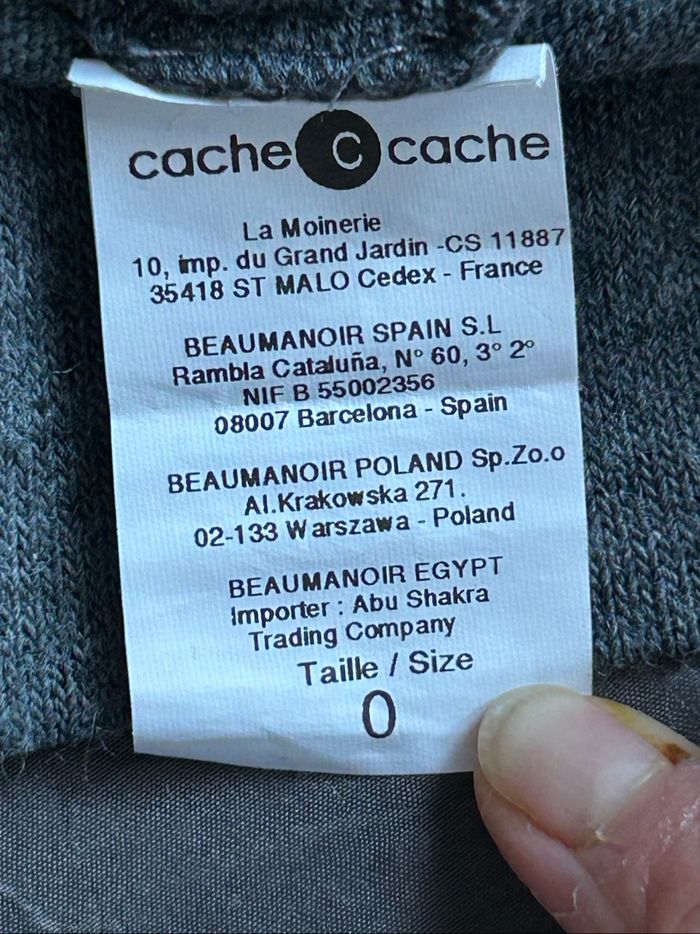 cache C cache
La Moinerie
10, imp. du Grand Jardin -CS 11887
35418 ST MALO Cedex - France
BEAUMANOIR SPAIN S.L
Rambla Cataluña, N° 60, 3° 2°
NIF B 55002356
08007 Barcelona - Spain
BEAUMANOIR POLAND Sp.Zo.o
Al.Krakowska 271.
02-133 Warszawa - Poland
BEAUMANOIR EGYPT
Importer : Abu Shakra
Trading Company
Taille / Size
0